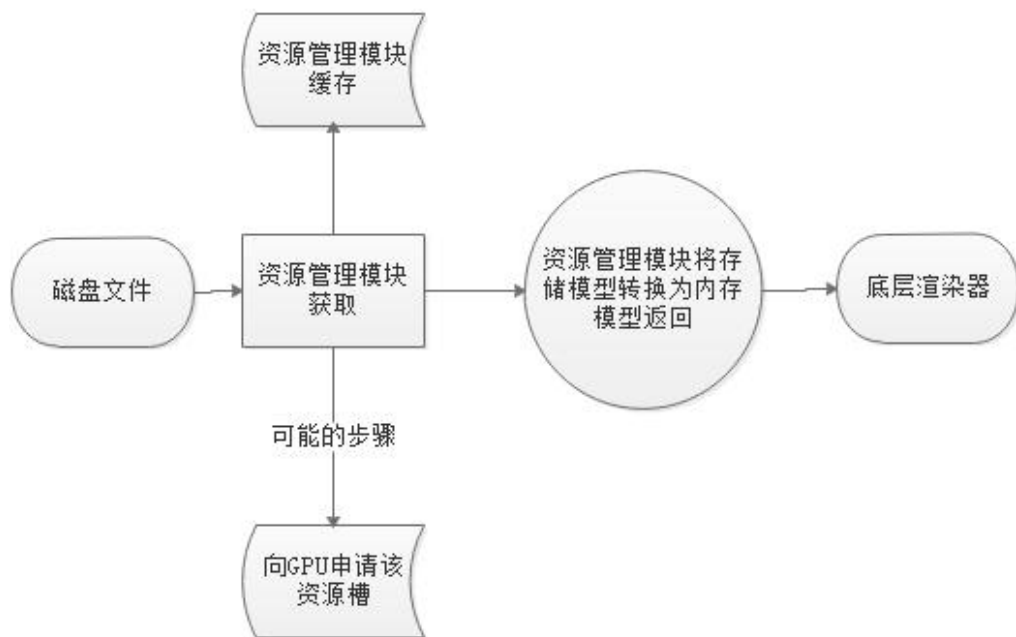 资源管理模块
缓存
磁盘文件
资源管理模块
获取
资源管理模块将存
储模型转换为内存
模型返回
底层渲染器
可能的步骤
向GPU申请该
资源槽